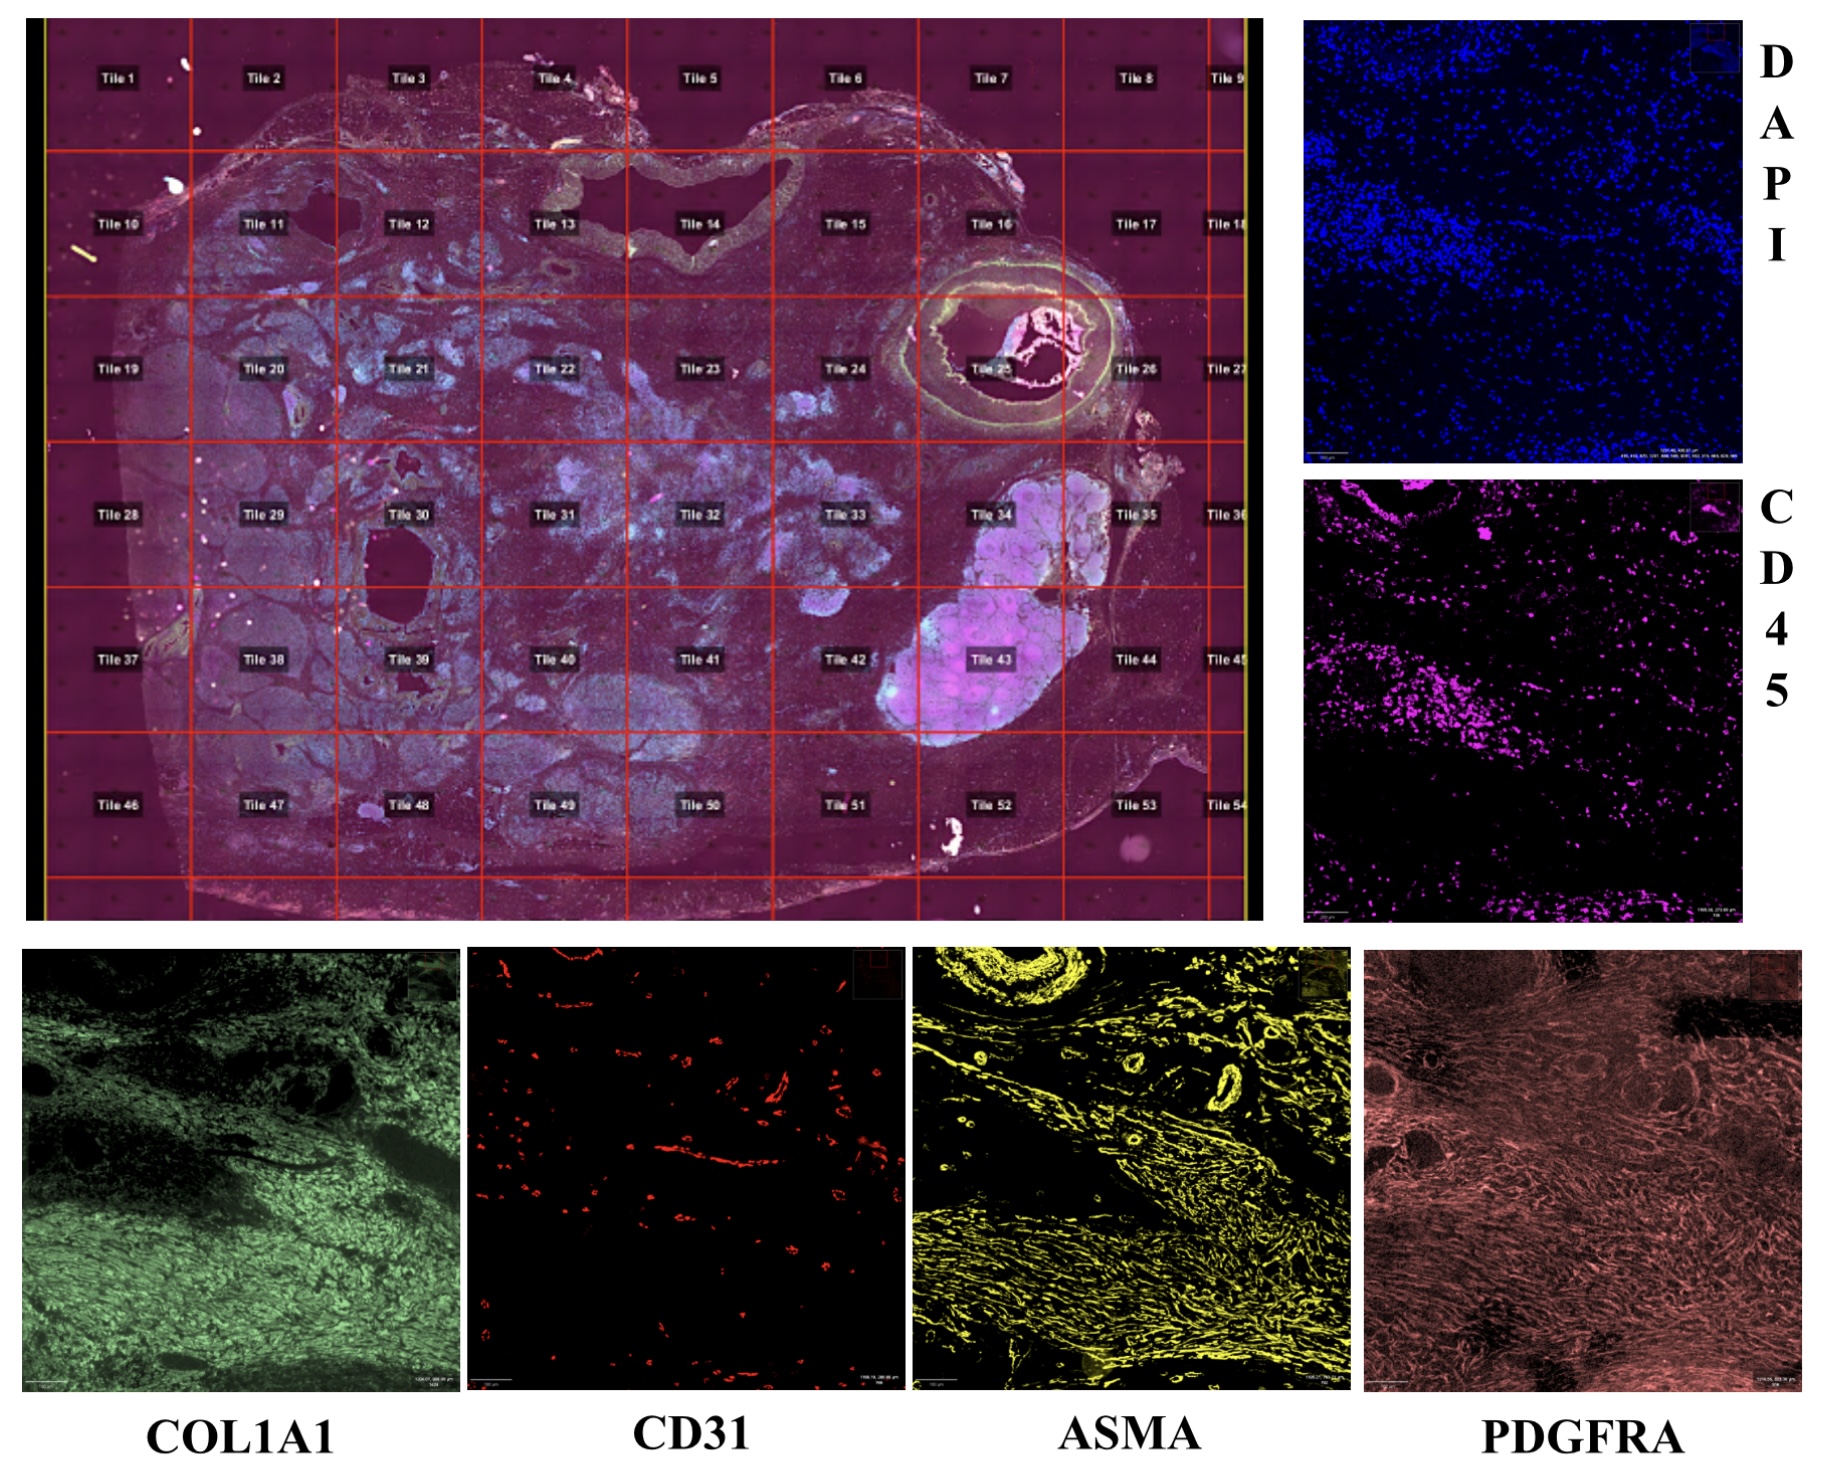 Tile 1 Tile 2 Tile 3 Tile 4 Tile 5 Tile 6 Tile 7 Tile 8 Tile 9
Tile 10 Tile 11 Tile 12 Tile 13 Tile 14 Tile 15 Tile 16 Tile 17 Tile
Tile 19 Tile 20 Tile 21 Tile 22 Tile 23 Tile 24 Tile 25 Tile 26 Tile 27
Tile 28 Tile 29 Tile 30 Tile 31 Tile 32 Tile 33 Tile 34 Tile 35 Tile 36
Tile 37 Tile 38 Tile 39 Tile 40 Tile 41 Tile 42 Tile 43 Tile 44 Tile 45
Tile 46 Tile 47 Tile 48 Tile 49 Tile 50 Tile 51 Tile 52 Tile 53 Tile 54
DAPI
CD45
COL1A1
CD31
ASMA
PDGFRA